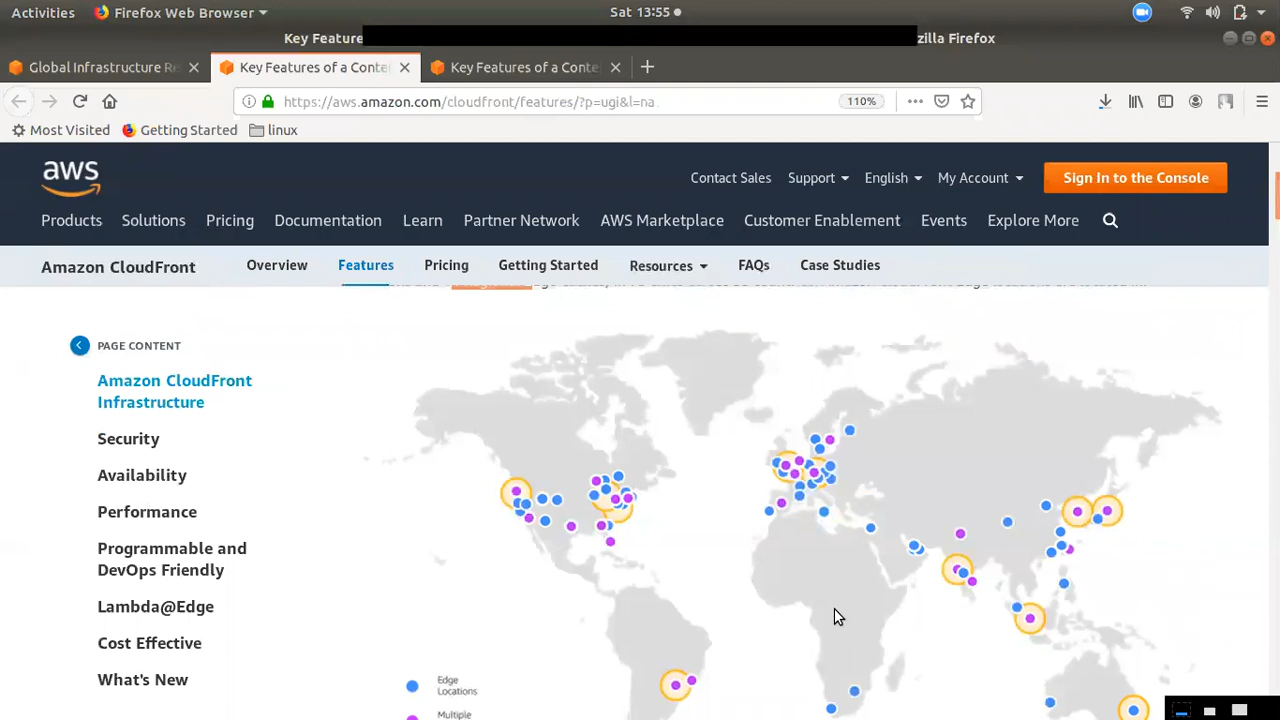 Activities Firefox Web Browser Sat 13:55
Key Feature zilla Firefox
Global Infrastructure Re Key Features of a Conte Key Features of a Conte
https://aws.amazon.com/cloudfront/features/?p=ugi&l=na 110%
Most Visited Getting Started linux
aws Contact Sales Support English My Account Sign In to the Console
Products Solutions Pricing Documentation Learn Partner Network AWS Marketplace Customer Enablement Events Explore More
Amazon CloudFront Overview Features Pricing Getting Started Resources FAQs Case Studies
PAGE CONTENT
Amazon CloudFront
Infrastructure
Security
Availability
Performance
Programmable and
DevOps Friendly
Lambda@Edge
Cost Effective
What's New
Edge
Locations
Multiple